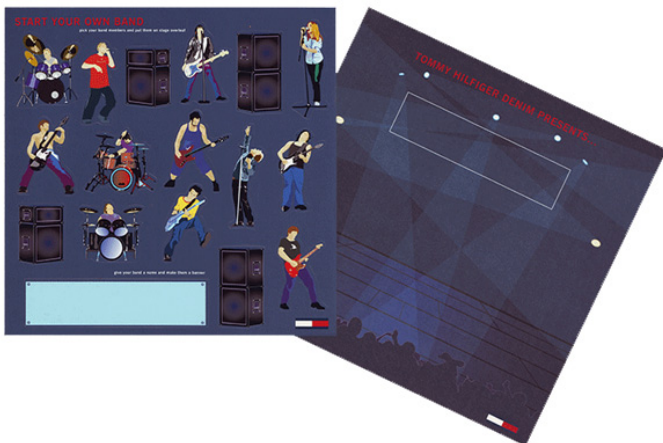 START YOUR OWN BAND
pick your band members and put them on stage overleaf
give your band a name and make them a banner
TOMMY HILFIGER DENIM PRESENTS...